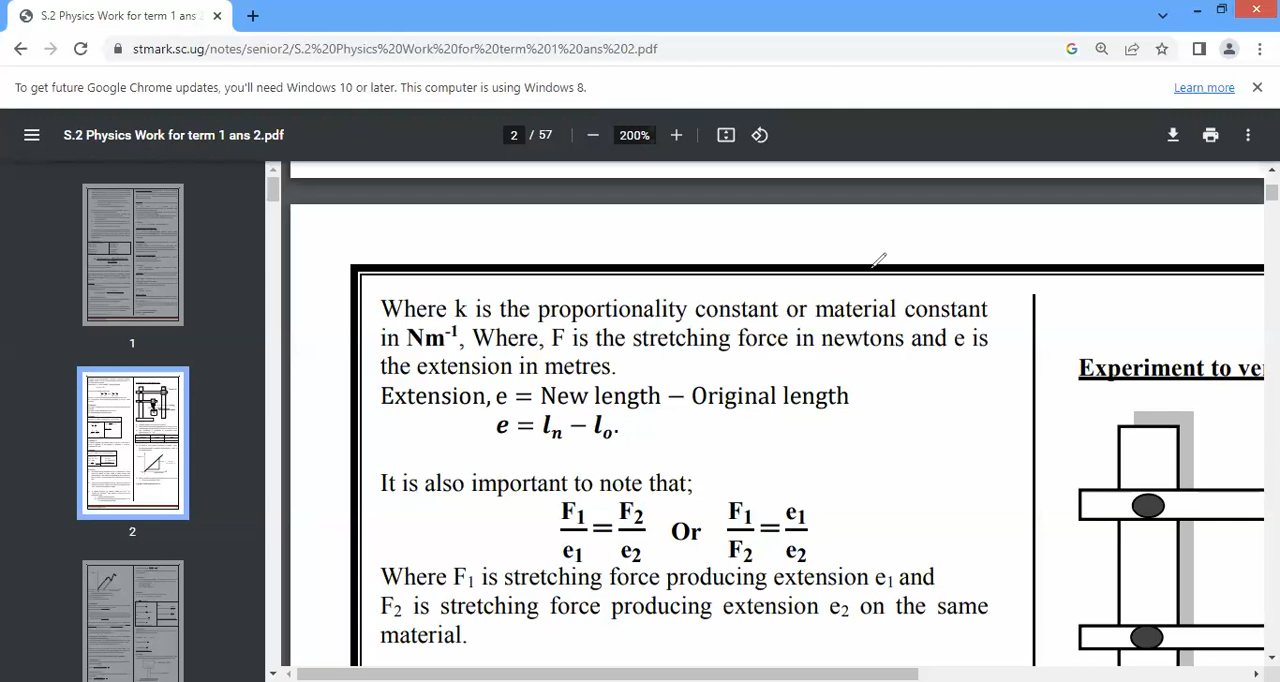 S.2 Physics Work for term 1 ans
stmark.sc.ug/notes/senior2/S.2%20Physics%20Work%20for%20term%201%20ans%202.pdf
To get future Google Chrome updates, you'll need Windows 10 or later. This computer is using Windows 8. Learn more
S.2 Physics Work for term 1 ans 2.pdf 2 / 57 200%
1
2
Where k is the proportionality constant or material constant
in Nm⁻¹, Where, F is the stretching force in newtons and e is
the extension in metres.
Extension, e = New length − Original length
e = lₙ − lₒ.
It is also important to note that;
F₁/e₁ = F₂/e₂ Or F₁/F₂ = e₁/e₂
Where F₁ is stretching force producing extension e₁ and
F₂ is stretching force producing extension e₂ on the same
material.
Experiment to ve